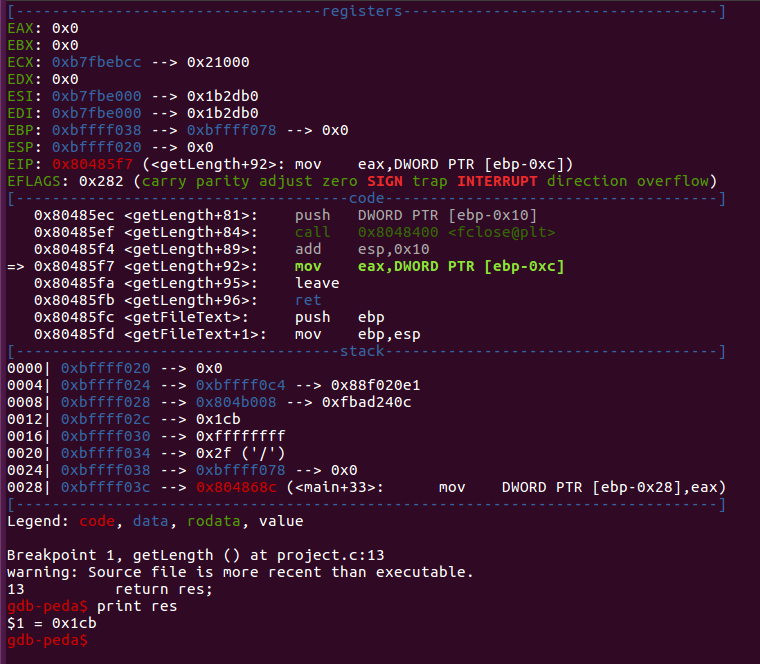 [----------------------------------registers-----------------------------------]
EAX: 0x0
EBX: 0x0
ECX: 0xb7fbebcc --> 0x21000
EDX: 0x0
ESI: 0xb7fbe000 --> 0x1b2db0
EDI: 0xb7fbe000 --> 0x1b2db0
EBP: 0xbffff038 --> 0xbffff078 --> 0x0
ESP: 0xbffff020 --> 0x0
EIP: 0x80485f7 (<getLength+92>: mov    eax,DWORD PTR [ebp-0xc])
EFLAGS: 0x282 (carry parity adjust zero SIGN trap INTERRUPT direction overflow)
[-------------------------------------code-------------------------------------]
   0x80485ec <getLength+81>:    push   DWORD PTR [ebp-0x10]
   0x80485ef <getLength+84>:    call   0x8048400 <fclose@plt>
   0x80485f4 <getLength+89>:    add    esp,0x10
=> 0x80485f7 <getLength+92>:    mov    eax,DWORD PTR [ebp-0xc]
   0x80485fa <getLength+95>:    leave
   0x80485fb <getLength+96>:    ret
   0x80485fc <getFileText>:     push   ebp
   0x80485fd <getFileText+1>:   mov    ebp,esp
[------------------------------------stack-------------------------------------]
0000| 0xbffff020 --> 0x0
0004| 0xbffff024 --> 0xbffff0c4 --> 0x88f020e1
0008| 0xbffff028 --> 0x804b008 --> 0xfbad240c
0012| 0xbffff02c --> 0x1cb
0016| 0xbffff030 --> 0xffffffff
0020| 0xbffff034 --> 0x2f ('/')
0024| 0xbffff038 --> 0xbffff078 --> 0x0
0028| 0xbffff03c --> 0x804868c (<main+33>:      mov    DWORD PTR [ebp-0x28],eax)
[------------------------------------------------------------------------------]
Legend: code, data, rodata, value

Breakpoint 1, getLength () at project.c:13
warning: Source file is more recent than executable.
13          return res;
gdb-peda$ print res
$1 = 0x1cb
gdb-peda$